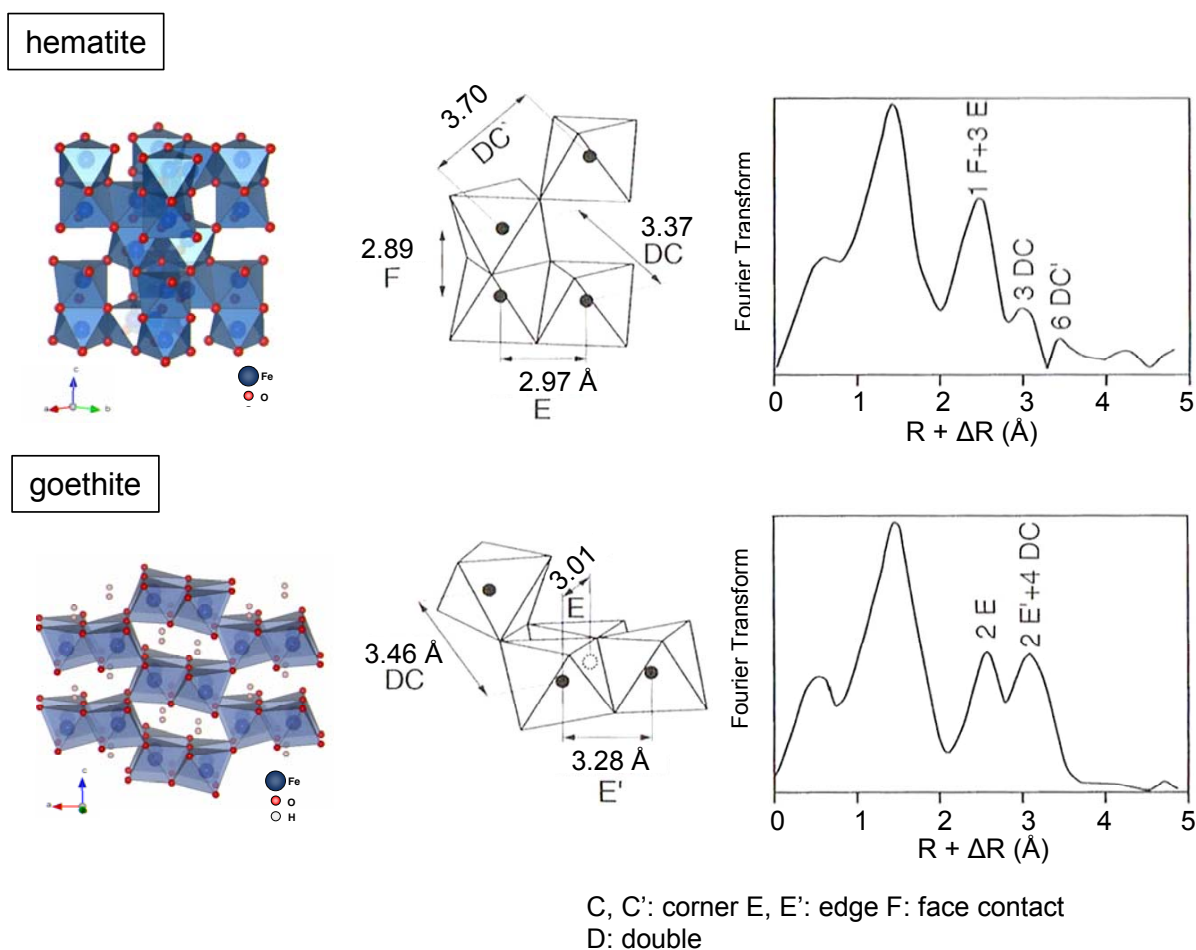 hematite
Fe
O
c
a
b
3.70
DC'
2.89
F
3.37
DC
2.97 Å
E
Fourier Transform
1 F+3 E
3 DC
6 DC'
0 1 2 3 4 5
R + ΔR (Å)
goethite
Fe
O
H
c
a
3.01
E
3.46 Å
DC
3.28 Å
E'
Fourier Transform
2 E
2 E'+4 DC
0 1 2 3 4 5
R + ΔR (Å)
C, C’: corner E, E’: edge F: face contact
D: double